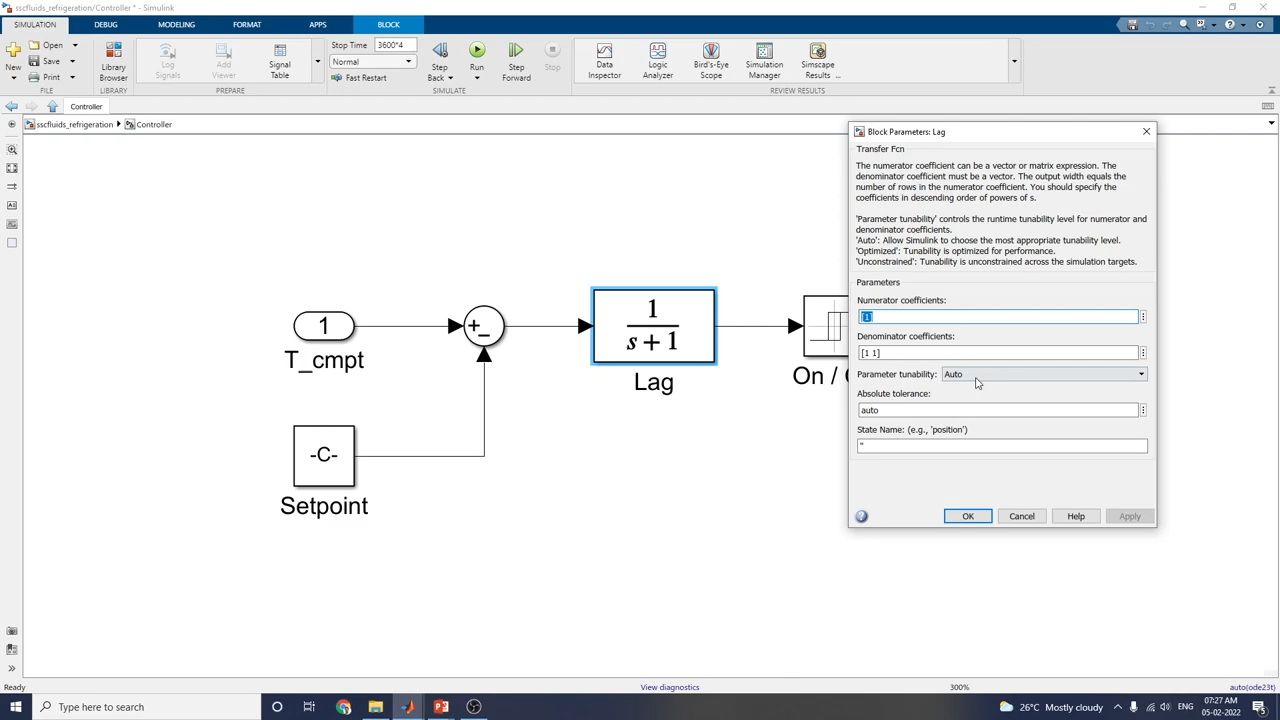 sscfluids_refrigeration/Controller * - Simulink
SIMULATION DEBUG MODELING FORMAT APPS BLOCK
New
Open
Save
Print
FILE
Library Browser
LIBRARY
Log Signals
Add Viewer
Signal Table
PREPARE
Stop Time 3600*4
Normal
Fast Restart
Step Back
Run
Step Forward
Stop
SIMULATE
Data Inspector
Logic Analyzer
Bird's-Eye Scope
Simulation Manager
Simscape Results ...
REVIEW RESULTS
Controller
sscfluids_refrigeration Controller
1
T_cmpt
+
_
-C-
Setpoint
1
s + 1
Lag
On /
Block Parameters: Lag
Transfer Fcn
The numerator coefficient can be a vector or matrix expression. The
denominator coefficient must be a vector. The output width equals the
number of rows in the numerator coefficient. You should specify the
coefficients in descending order of powers of s.
'Parameter tunability' controls the runtime tunability level for numerator and
denominator coefficients.
'Auto': Allow Simulink to choose the most appropriate tunability level.
'Optimized': Tunability is optimized for performance.
'Unconstrained': Tunability is unconstrained across the simulation targets.
Parameters
Numerator coefficients:
[1]
Denominator coefficients:
[1 1]
Parameter tunability: Auto
Absolute tolerance:
auto
State Name: (e.g., 'position')
''
OK Cancel Help Apply
Ready View diagnostics 300% auto(ode23t)
Type here to search
26°C Mostly cloudy
ENG
07:27 AM
05-02-2022
5